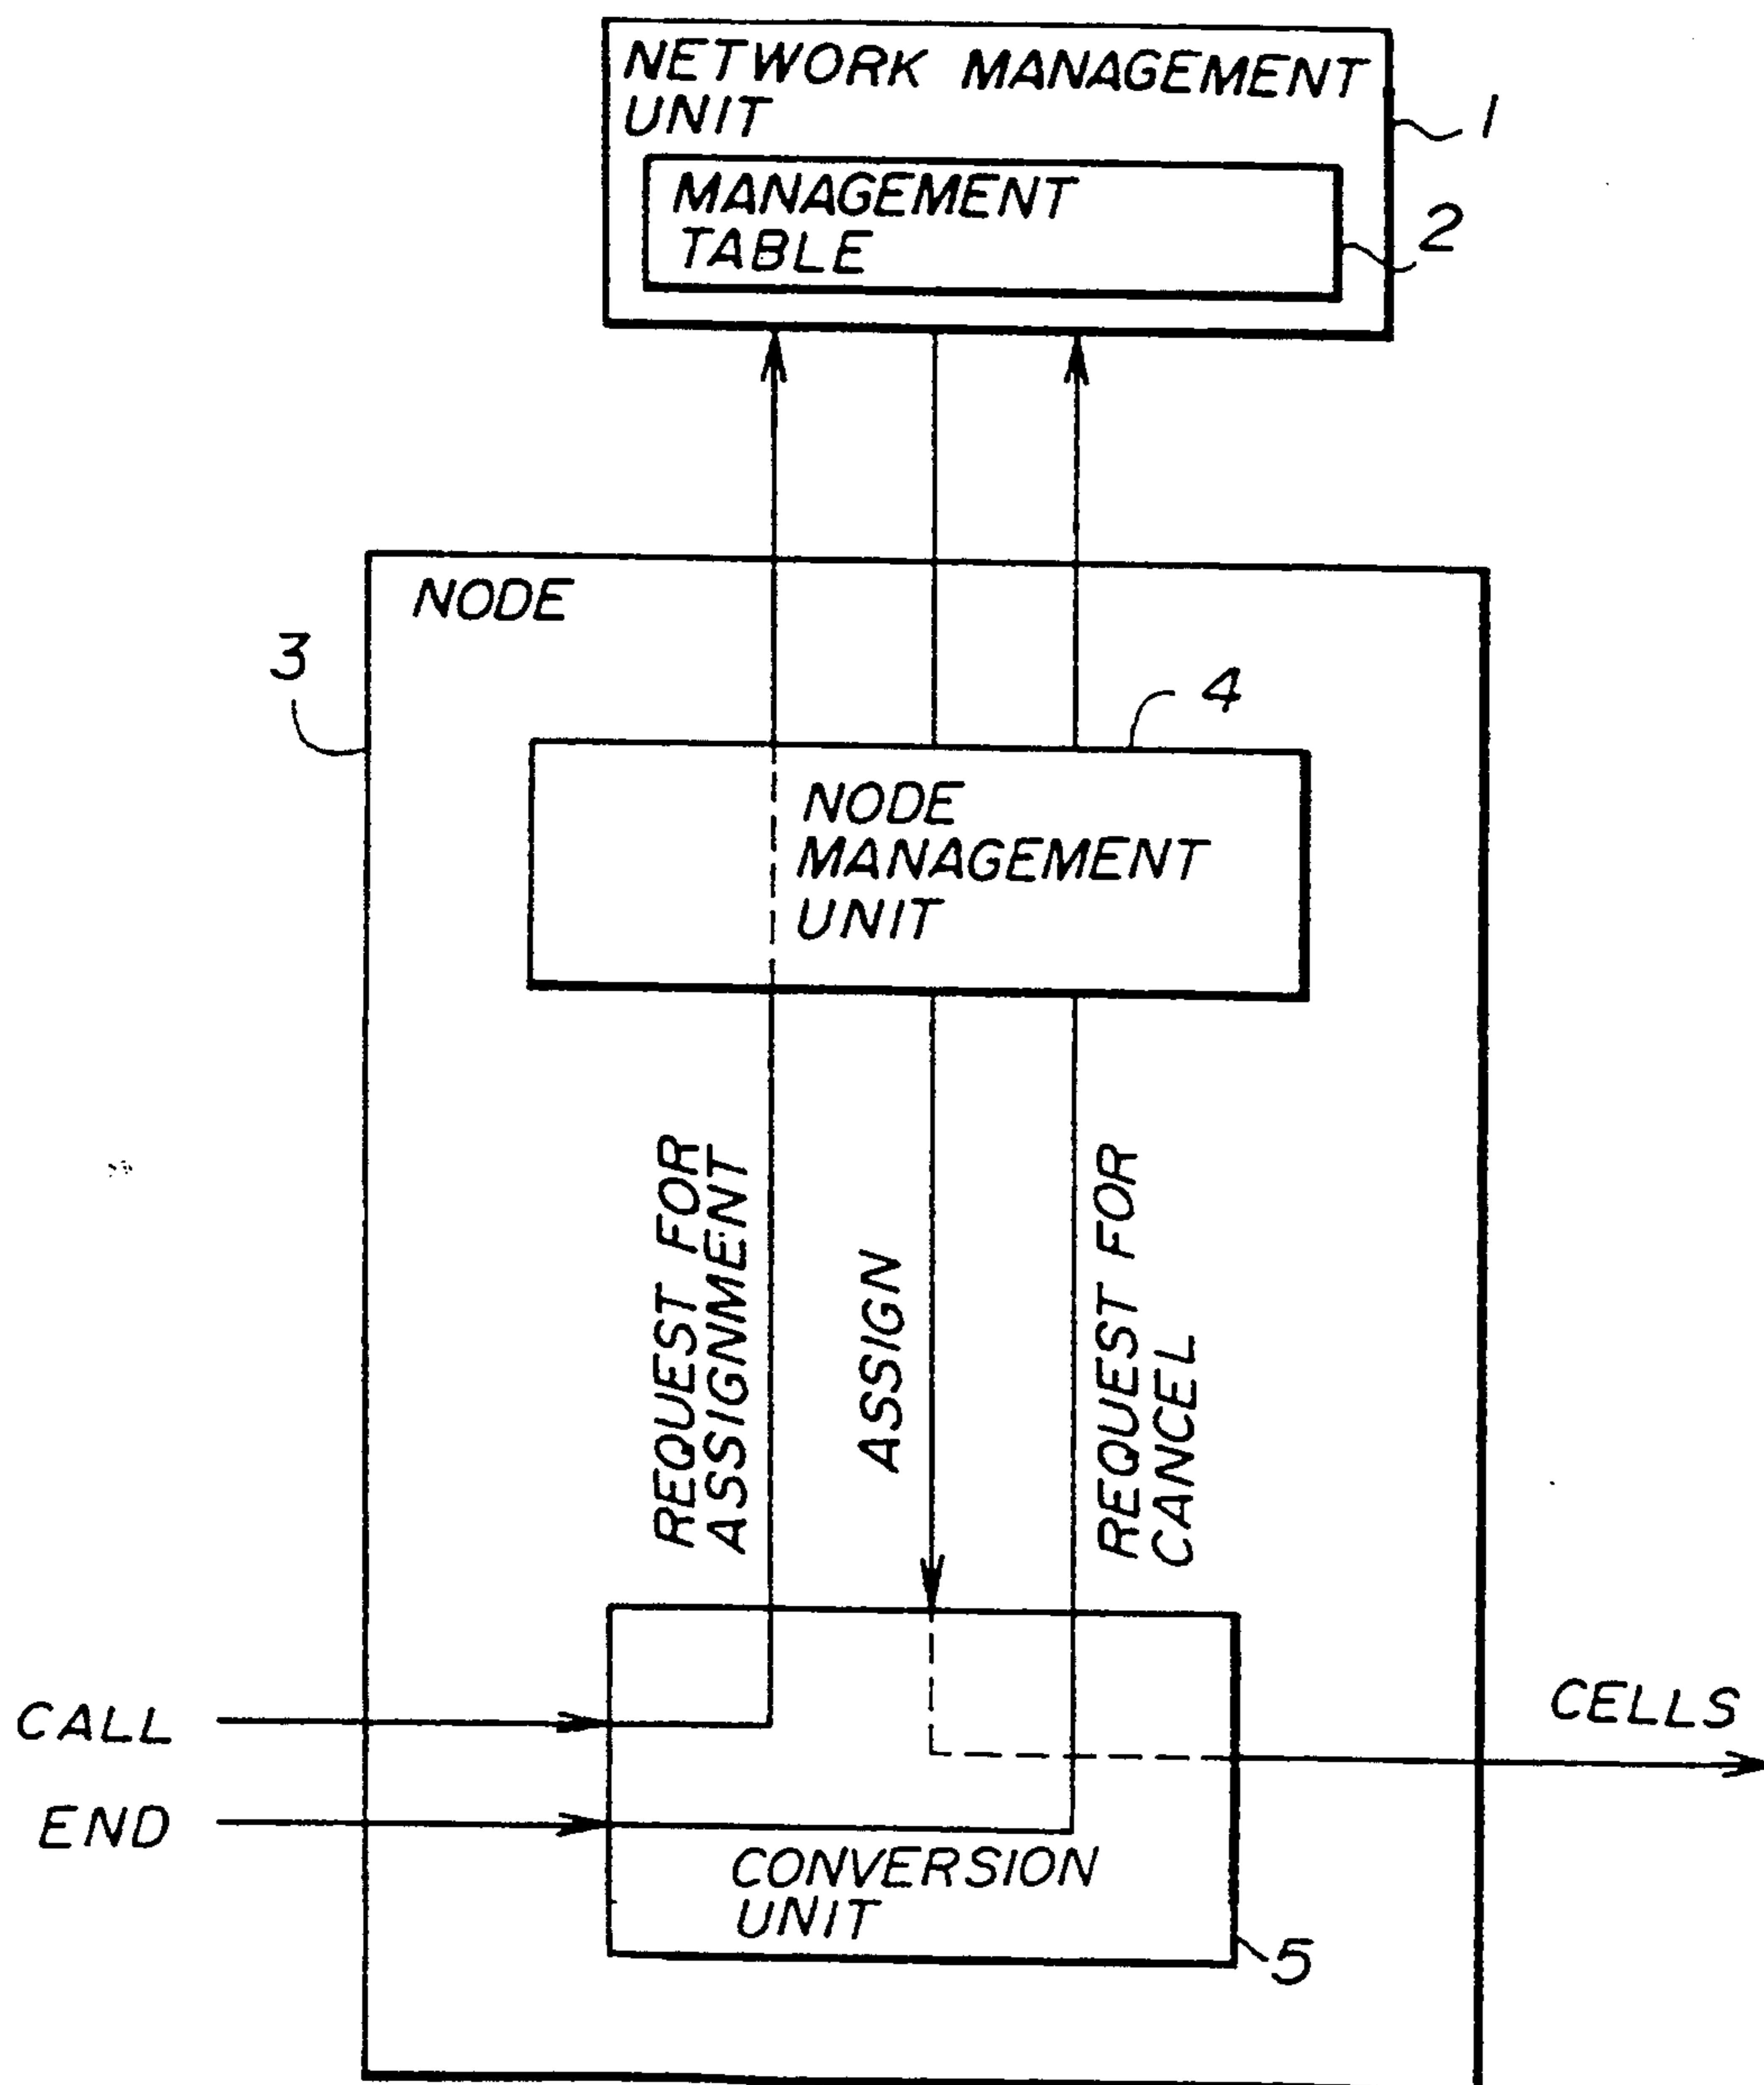 NETWORK MANAGEMENT
UNIT
1
MANAGEMENT
TABLE
2
NODE
3
4
NODE
MANAGEMENT
UNIT
REQUEST FOR
ASSIGNMENT
ASSIGN
REQUEST FOR
CANCEL
CALL
CELLS
END
CONVERSION
UNIT
5